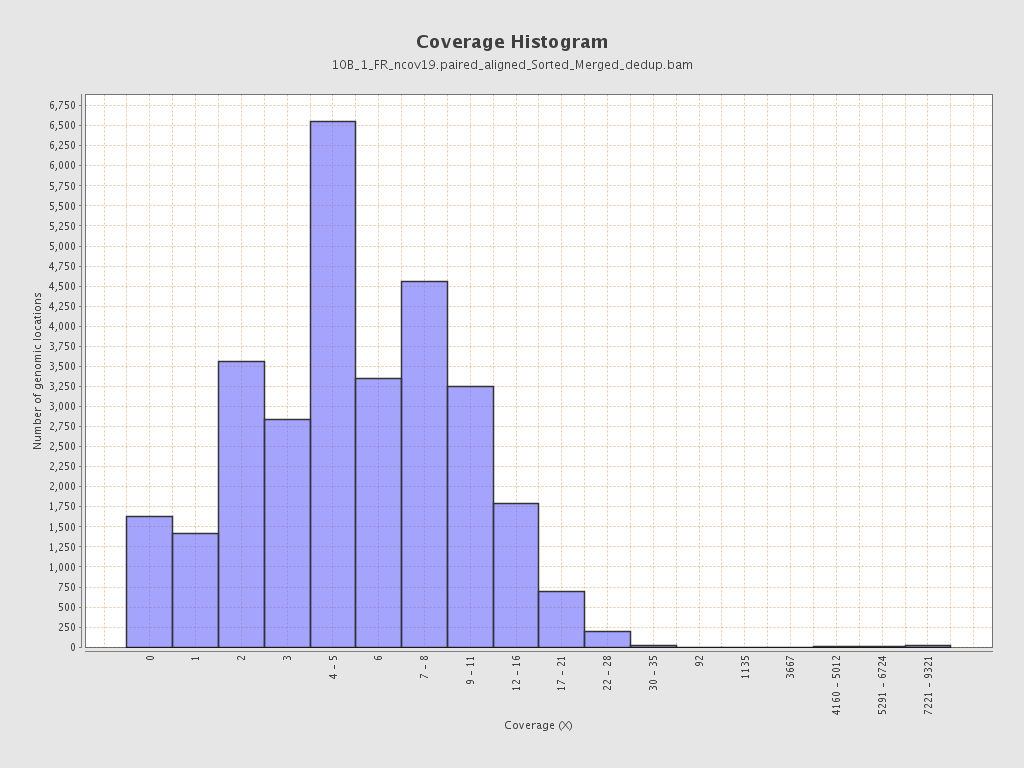 Coverage Histogram
10B_1_FR_ncov19.paired_aligned_Sorted_Merged_dedup.bam
Number of genomic locations
6,750
6,500
6,250
6,000
5,750
5,500
5,250
5,000
4,750
4,500
4,250
4,000
3,750
3,500
3,250
3,000
2,750
2,500
2,250
2,000
1,750
1,500
1,250
1,000
750
500
250
0
0
1
2
3
4 - 5
6
7 - 8
9 - 11
12 - 16
17 - 21
22 - 28
30 - 35
92
1135
3667
4160 - 5012
5291 - 6724
7221 - 9321
Coverage (X)